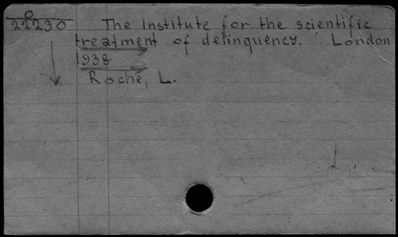 22230 The Institute for the scientific
treatment of delinquency. London
1938
Roche, L.